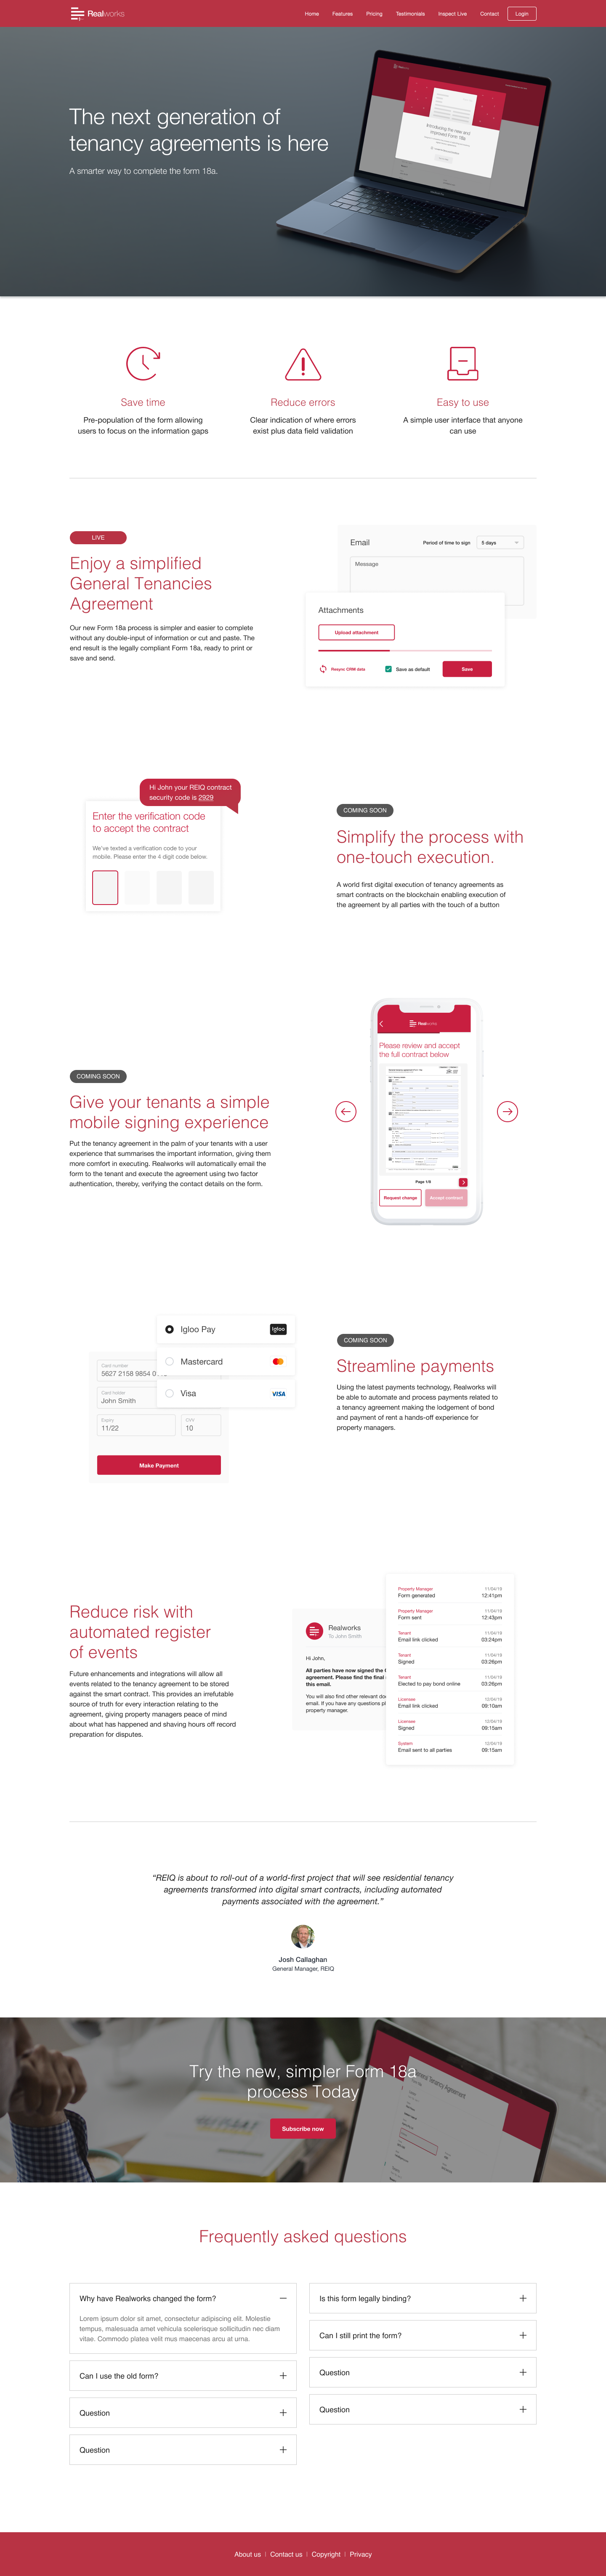 Realworks
Home Features Pricing Testimonials Inspect Live Contact Login
The next generation of
tenancy agreements is here
A smarter way to complete the form 18a.
Introducing the new and
improved Form 18a
Save time
Pre-population of the form allowing
users to focus on the information gaps
Reduce errors
Clear indication of where errors
exist plus data field validation
Easy to use
A simple user interface that anyone
can use
LIVE
Enjoy a simplified
General Tenancies
Agreement
Our new Form 18a process is simpler and easier to complete
without any double-input of information or cut and paste. The
end result is the legally compliant Form 18a, ready to print or
save and send.
Email
Period of time to sign
5 days
Message
Attachments
Upload attachment
Resync CRM data
Save as default
Save
Hi John your REIQ contract
security code is 2929
Enter the verification code
to accept the contract
We've texted a verification code to your
mobile. Please enter the 4 digit code below.
COMING SOON
Simplify the process with
one-touch execution.
A world first digital execution of tenancy agreements as
smart contracts on the blockchain enabling execution of
the agreement by all parties with the touch of a button
COMING SOON
Give your tenants a simple
mobile signing experience
Put the tenancy agreement in the palm of your tenants with a user
experience that summarises the important information, giving them
more comfort in executing. Realworks will automatically email the
form to the tenant and execute the agreement using two factor
authentication, thereby, verifying the contact details on the form.
Realworks
Please review and accept
the full contract below
Page 1/8
Request change
Accept contract
Igloo Pay
Igloo
Mastercard
Visa
VISA
Card number
5627 2158 9854 0
Card holder
John Smith
Expiry
11/22
CVV
10
Make Payment
COMING SOON
Streamline payments
Using the latest payments technology, Realworks will
be able to automate and process payments related to
a tenancy agreement making the lodgement of bond
and payment of rent a hands-off experience for
property managers.
Reduce risk with
automated register
of events
Future enhancements and integrations will allow all
events related to the tenancy agreement to be stored
against the smart contract. This provides an irrefutable
source of truth for every interaction relating to the
agreement, giving property managers peace of mind
about what has happened and shaving hours off record
preparation for disputes.
Realworks
To John Smith
Hi John,
All parties have now signed the
agreement. Please find the final
this email.
You will also find other relevant do
email. If you have any questions pl
property manager.
Property Manager 11/04/19
Form generated 12:41pm
Property Manager 11/04/19
Form sent 12:43pm
Tenant 11/04/19
Email link clicked 03:24pm
Tenant 11/04/19
Signed 03:26pm
Tenant 11/04/19
Elected to pay bond online 03:26pm
Licensee 12/04/19
Email link clicked 09:10am
Licensee 12/04/19
Signed 09:15am
System 12/04/19
Email sent to all parties 09:15am
“REIQ is about to roll-out of a world-first project that will see residential tenancy
agreements transformed into digital smart contracts, including automated
payments associated with the agreement.”
Josh Callaghan
General Manager, REIQ
Try the new, simpler Form 18a
process Today
Subscribe now
Frequently asked questions
Why have Realworks changed the form?
Lorem ipsum dolor sit amet, consectetur adipiscing elit. Molestie
tempus, malesuada amet vehicula scelerisque sollicitudin nec diam
vitae. Commodo platea velit mus maecenas arcu at urna.
Can I use the old form?
Question
Question
Is this form legally binding?
Can I still print the form?
Question
Question
About us | Contact us | Copyright | Privacy